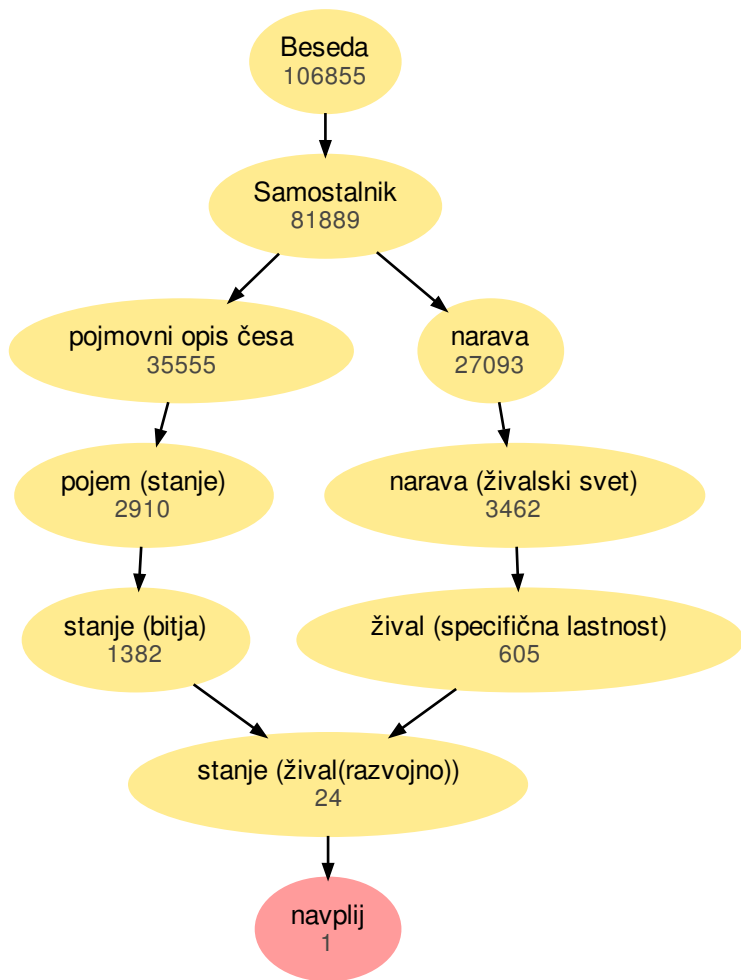 Beseda
106855
Samostalnik
81889
pojmovni opis česa
35555
narava
27093
pojem (stanje)
2910
narava (živalski svet)
3462
stanje (bitja)
1382
žival (specifična lastnost)
605
stanje (žival(razvojno))
24
navplij
1